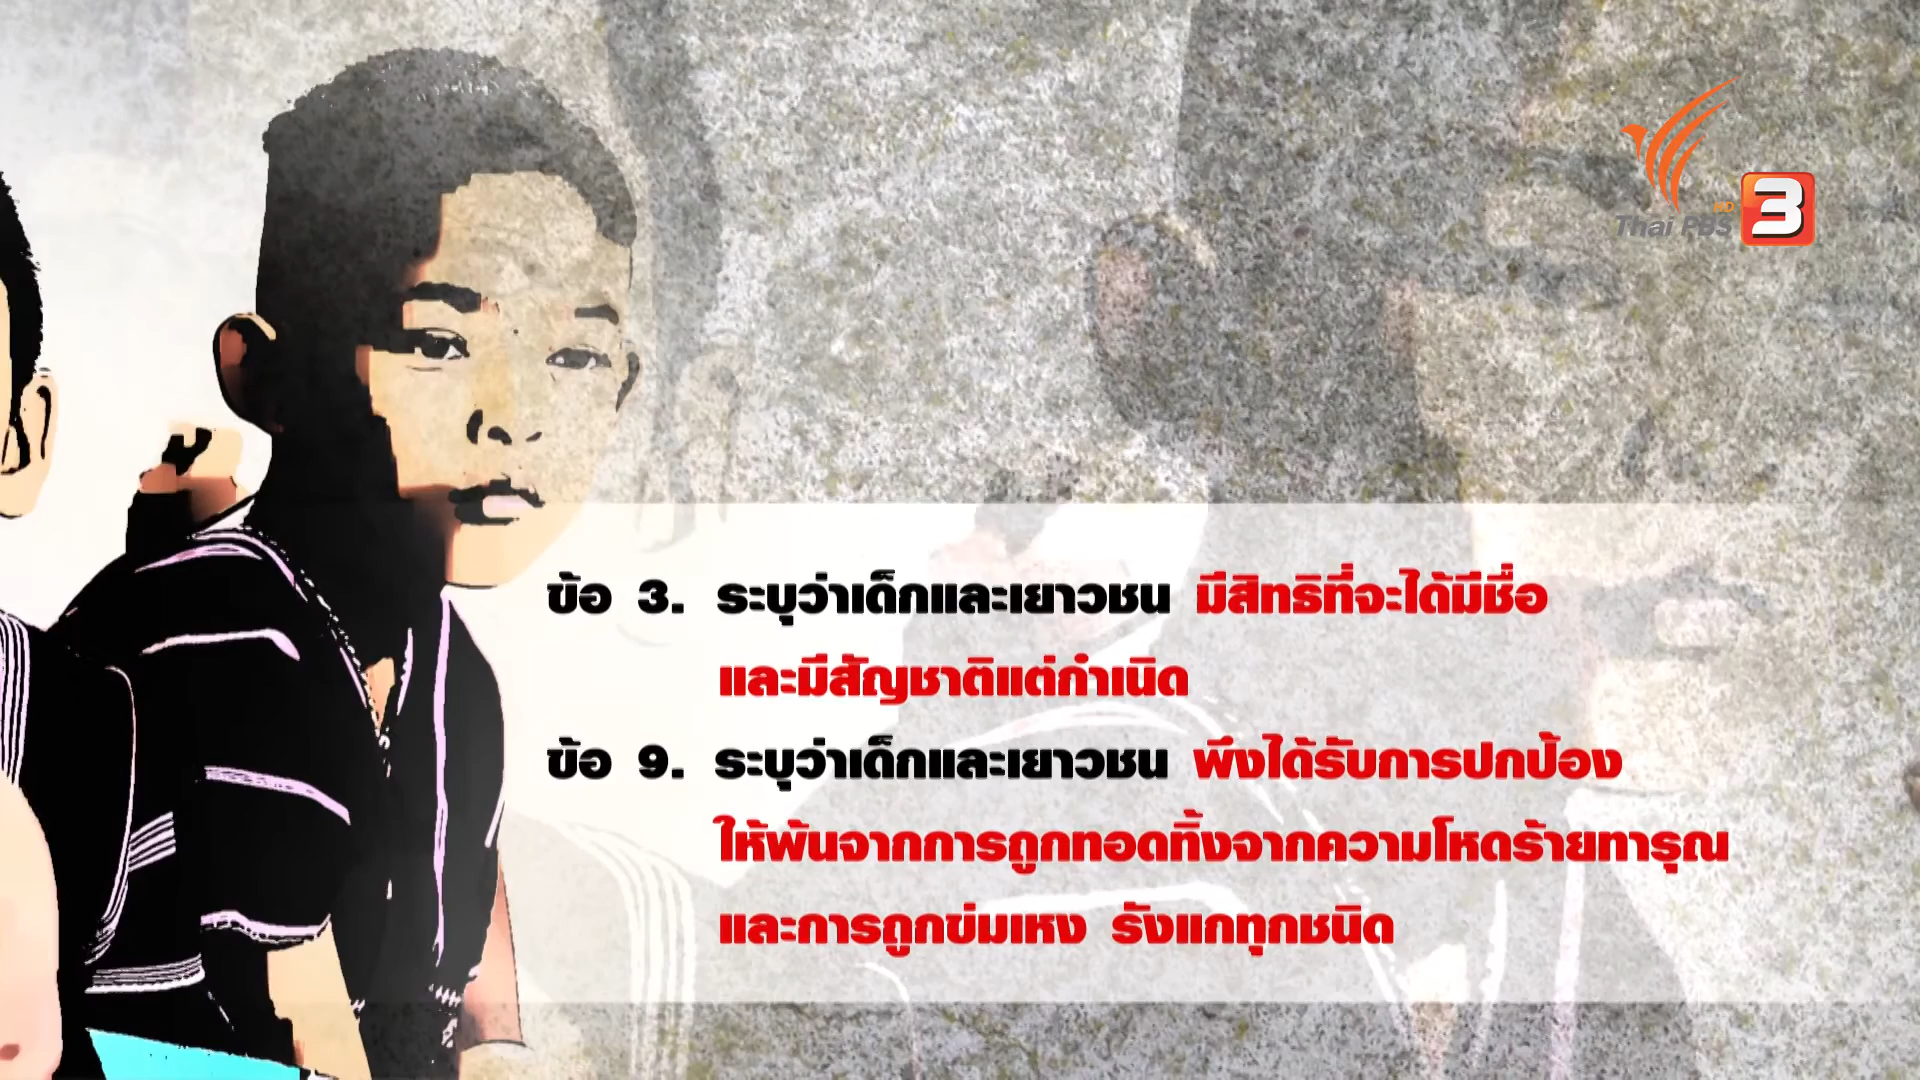 Thai PBS HD 3
ข้อ 3. ระบุว่าเด็กและเยาวชน มีสิทธิที่จะได้มีชื่อ
และมีสัญชาติแต่กำเนิด
ข้อ 9. ระบุว่าเด็กและเยาวชน พึงได้รับการปกป้อง
ให้พ้นจากการถูกทอดทิ้งจากความโหดร้ายทารุณ
และการถูกข่มเหง รังแกทุกชนิด